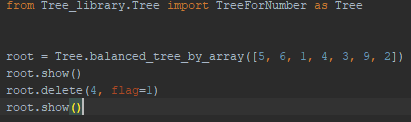 from Tree_library.Tree import TreeForNumber as Tree
root = Tree.balanced_tree_by_array([5, 6, 1, 4, 3, 9, 2])
root.show()
root.delete(4, flag=1)
root.show()